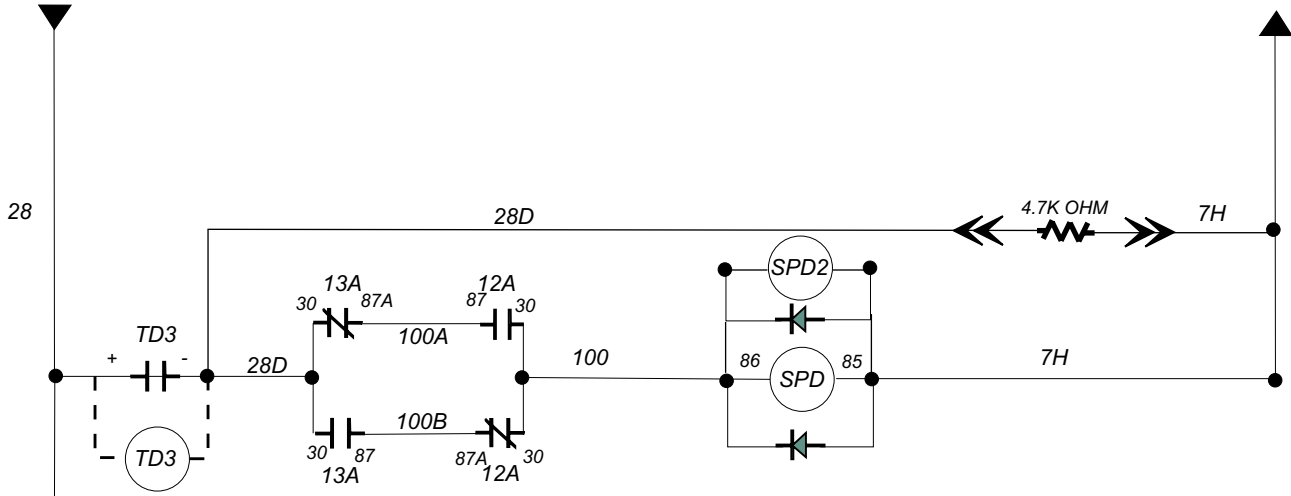 28
28D
4.7K OHM
7H
SPD2
13A
12A
30
87A
87
30
100A
TD3
+
-
28D
100
86
SPD
85
7H
100B
30
87
87A
30
13A
12A
TD3